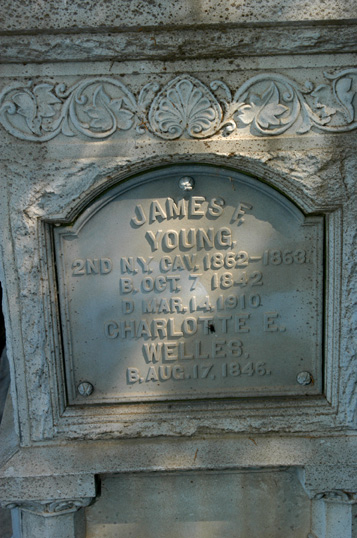 JAMES F.
YOUNG.
2ND N.Y. CAV. 1862-1863.
B. OCT. 7 1842
D MAR. 14. 1910.
CHARLOTTE E.
WELLES.
B. AUG. 17, 1846.